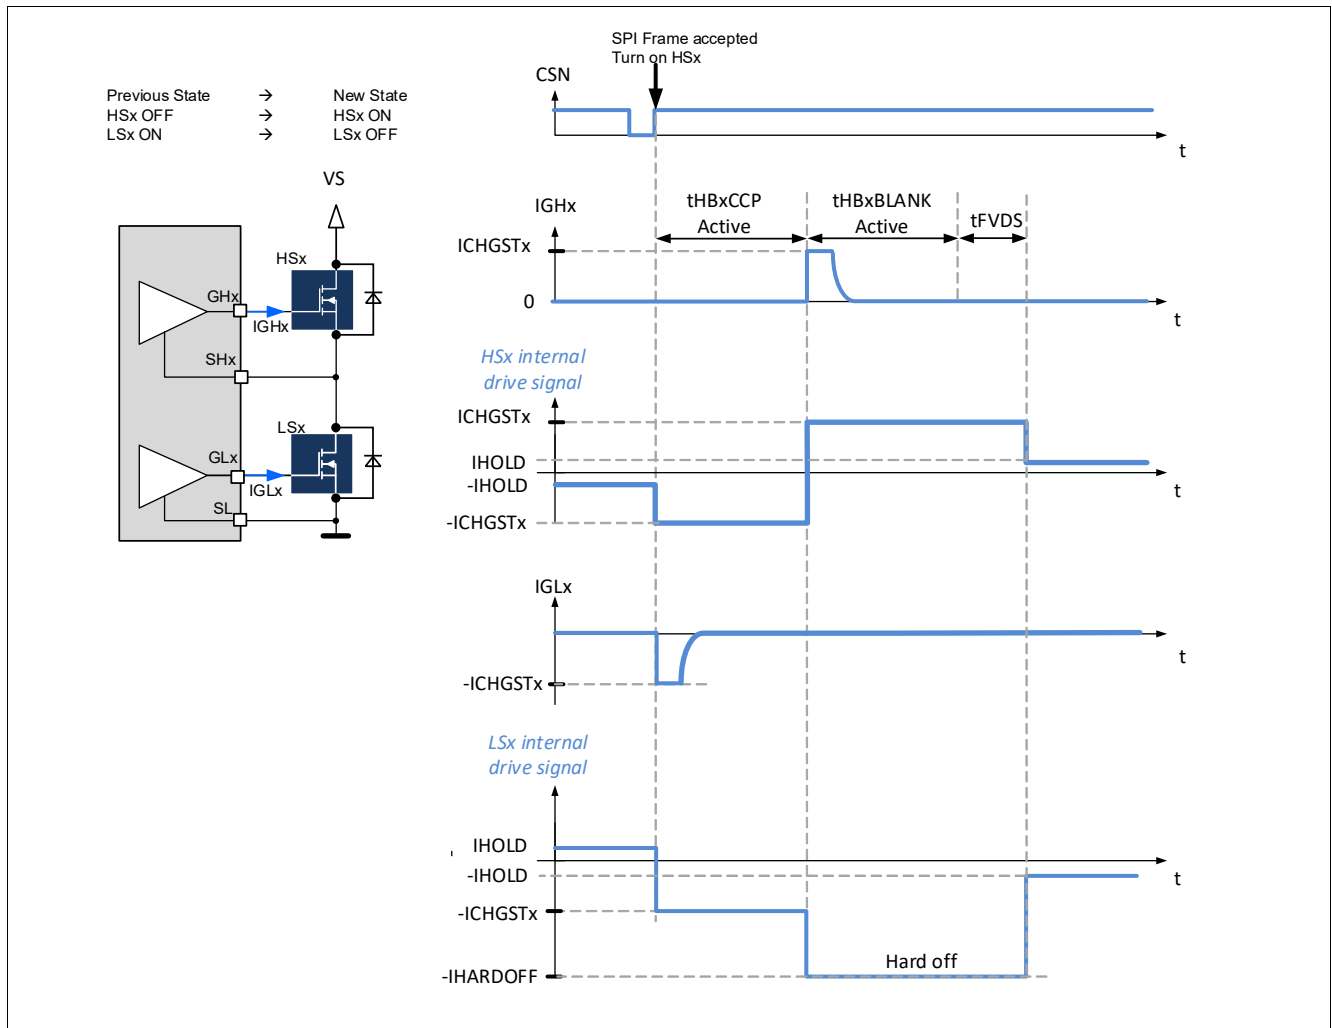 SPI Frame accepted
Turn on HSx
CSN
t
Previous State → New State
HSx OFF → HSx ON
LSx ON → LSx OFF
VS
HSx
GHx
IGHx
SHx
LSx
GLx
IGLx
SL
IGHx
tHBxCCP
Active
tHBxBLANK
Active
tFVDS
ICHGSTx
0
t
HSx internal
drive signal
ICHGSTx
IHOLD
-IHOLD
-ICHGSTx
t
IGLx
-ICHGSTx
t
LSx internal
drive signal
IHOLD
-IHOLD
-ICHGSTx
-IHARDOFF
Hard off
t